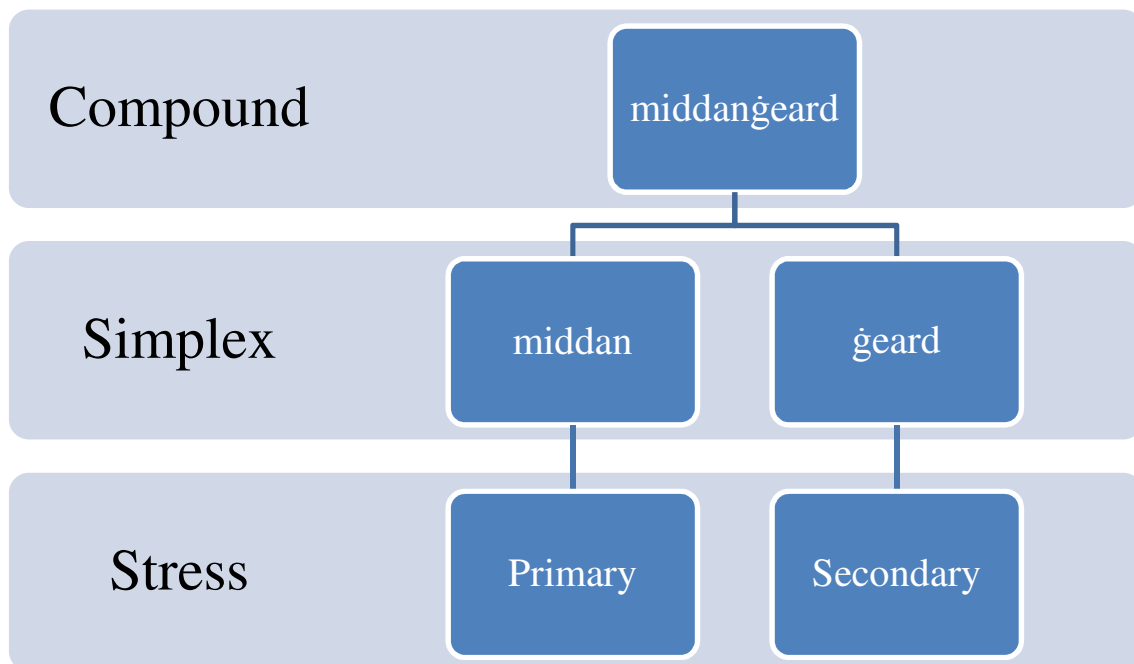 Compound
middanġeard
Simplex
middan
ġeard
Stress
Primary
Secondary